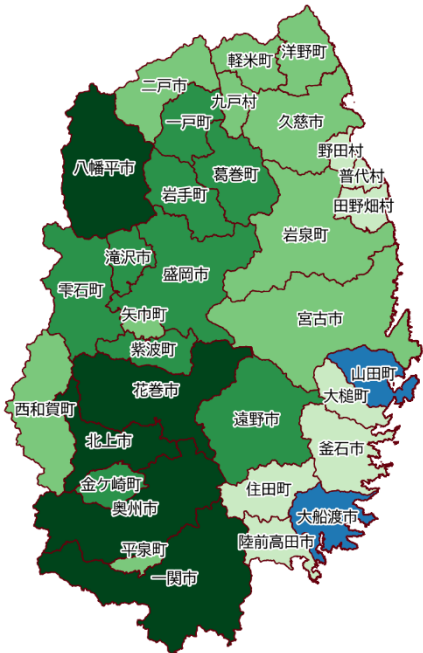 洋野町
軽米町
二戸市
九戸村
一戸町
久慈市
野田村
八幡平市
葛巻町
普代村
岩手町
田野畑村
岩泉町
滝沢市
盛岡市
雫石町
矢巾町
宮古市
紫波町
山田町
花巻市
大槌町
西和賀町
遠野市
北上市
釜石市
金ケ崎町
住田町
奥州市
大船渡市
陸前高田市
平泉町
一関市